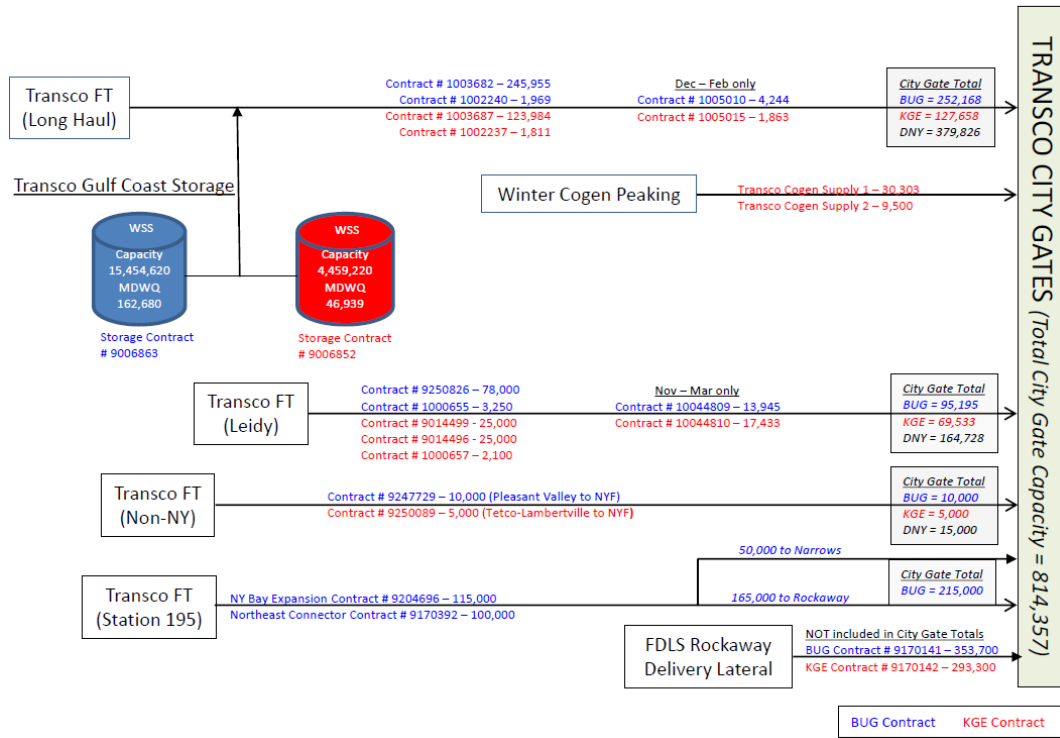 Transco FT
(Long Haul)
Contract # 1003682 – 245,955
Contract # 1002240 – 1,969
Contract # 1003687 – 123,984
Contract # 1002237 – 1,811
Dec – Feb only
Contract # 1005010 – 4,244
Contract # 1005015 – 1,863
City Gate Total
BUG = 252,168
KGE = 127,658
DNY = 379,826
Transco Gulf Coast Storage
WSS
Capacity
15,454,620
MDWQ
162,680
Storage Contract
# 9006863
WSS
Capacity
4,459,220
MDWQ
46,939
Storage Contract
# 9006852
Winter Cogen Peaking
Transco Cogen Supply 1 – 30,303
Transco Cogen Supply 2 – 9,500
Transco FT
(Leidy)
Contract # 9250826 – 78,000
Contract # 1000655 – 3,250
Contract # 9014499 - 25,000
Contract # 9014496 - 25,000
Contract # 1000657 – 2,100
Nov – Mar only
Contract # 10044809 – 13,945
Contract # 10044810 – 17,433
City Gate Total
BUG = 95,195
KGE = 69,533
DNY = 164,728
Transco FT
(Non-NY)
Contract # 9247729 – 10,000 (Pleasant Valley to NYF)
Contract # 9250089 – 5,000 (Tetco-Lambertville to NYF)
City Gate Total
BUG = 10,000
KGE = 5,000
DNY = 15,000
Transco FT
(Station 195)
NY Bay Expansion Contract # 9204696 – 115,000
Northeast Connector Contract # 9170392 – 100,000
50,000 to Narrows
165,000 to Rockaway
City Gate Total
BUG = 215,000
FDLS Rockaway
Delivery Lateral
NOT included in City Gate Totals
BUG Contract # 9170141 – 353,700
KGE Contract # 9170142 – 293,300
TRANSCO CITY GATES (Total City Gate Capacity = 814,357)
BUG Contract KGE Contract